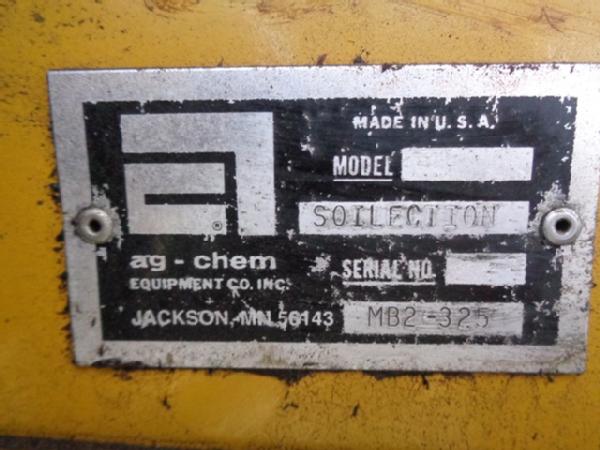 MADE IN U.S.A.
MODEL
SOILECTION
ag-chem
EQUIPMENT CO. INC.
SERIAL NO.
JACKSON, MN 56143
MB2-325
®